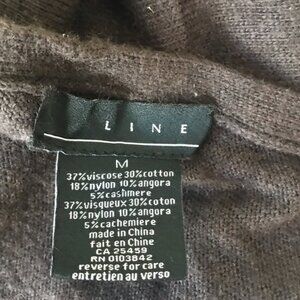 LINE
M
37%viscose 30%cotton
18%nylon 10%angora
5%cashmere
37%visqueux 30%coton
18%nylon 10%angora
5%cachemiere
made in China
fait en Chine
CA 25459
RN 0103842
reverse for care
entretien au verso